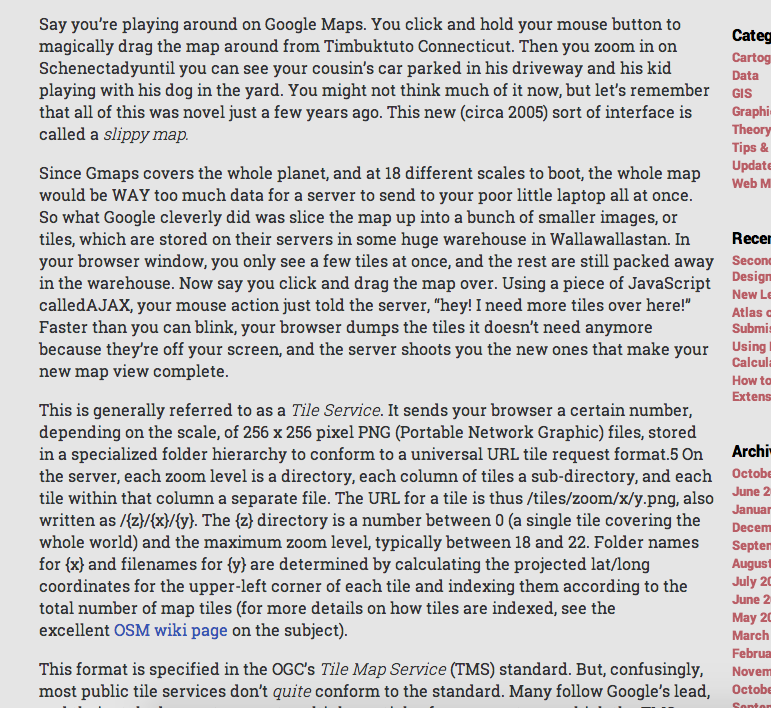 Say you're playing around on Google Maps. You click and hold your mouse button to
magically drag the map around from Timbuktuto Connecticut. Then you zoom in on
Schenectadyuntil you can see your cousin's car parked in his driveway and his kid
playing with his dog in the yard. You might not think much of it now, but let's remember
that all of this was novel just a few years ago. This new (circa 2005) sort of interface is
called a slippy map.
Since Gmaps covers the whole planet, and at 18 different scales to boot, the whole map
would be WAY too much data for a server to send to your poor little laptop all at once.
So what Google cleverly did was slice the map up into a bunch of smaller images, or
tiles, which are stored on their servers in some huge warehouse in Wallawallastan. In
your browser window, you only see a few tiles at once, and the rest are still packed away
in the warehouse. Now say you click and drag the map over. Using a piece of JavaScript
calledAJAX, your mouse action just told the server, “hey! I need more tiles over here!”
Faster than you can blink, your browser dumps the tiles it doesn't need anymore
because they're off your screen, and the server shoots you the new ones that make your
new map view complete.
This is generally referred to as a Tile Service. It sends your browser a certain number,
depending on the scale, of 256 x 256 pixel PNG (Portable Network Graphic) files, stored
in a specialized folder hierarchy to conform to a universal URL tile request format.5 On
the server, each zoom level is a directory, each column of tiles a sub-directory, and each
tile within that column a separate file. The URL for a tile is thus /tiles/zoom/x/y.png, also
written as /{z}/{x}/{y}. The {z} directory is a number between 0 (a single tile covering the
whole world) and the maximum zoom level, typically between 18 and 22. Folder names
for {x} and filenames for {y} are determined by calculating the projected lat/long
coordinates for the upper-left corner of each tile and indexing them according to the
total number of map tiles (for more details on how tiles are indexed, see the
excellent OSM wiki page on the subject).
This format is specified in the OGC's Tile Map Service (TMS) standard. But, confusingly,
most public tile services don't quite conform to the standard. Many follow Google's lead,
Categ
Cartog
Data
GIS
Graphi
Theory
Tips &
Update
Web M
Recen
Second
Design
New Le
Atlas o
Submis
Using
Calcula
How to
Extens
Archiv
Octobe
June 2
Januar
Decem
Septem
August
July 20
June 2
May 20
March
Februa
Novem
Octobe